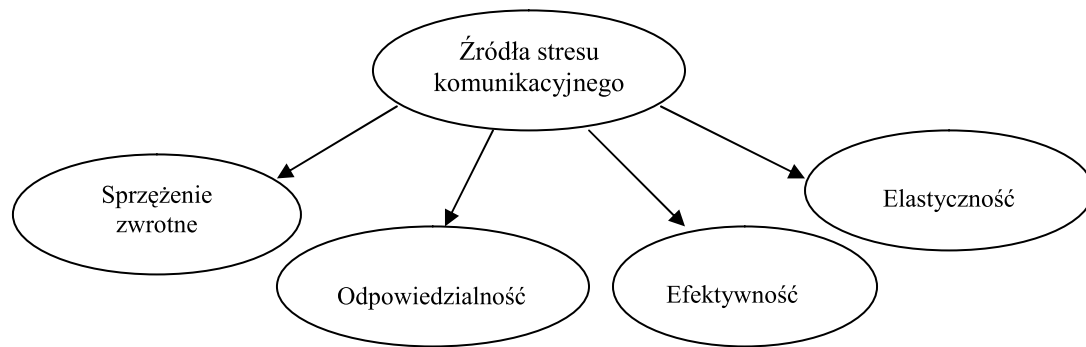 Źródła stresu
komunikacyjnego
Sprzężenie
zwrotne
Odpowiedzialność
Efektywność
Elastyczność